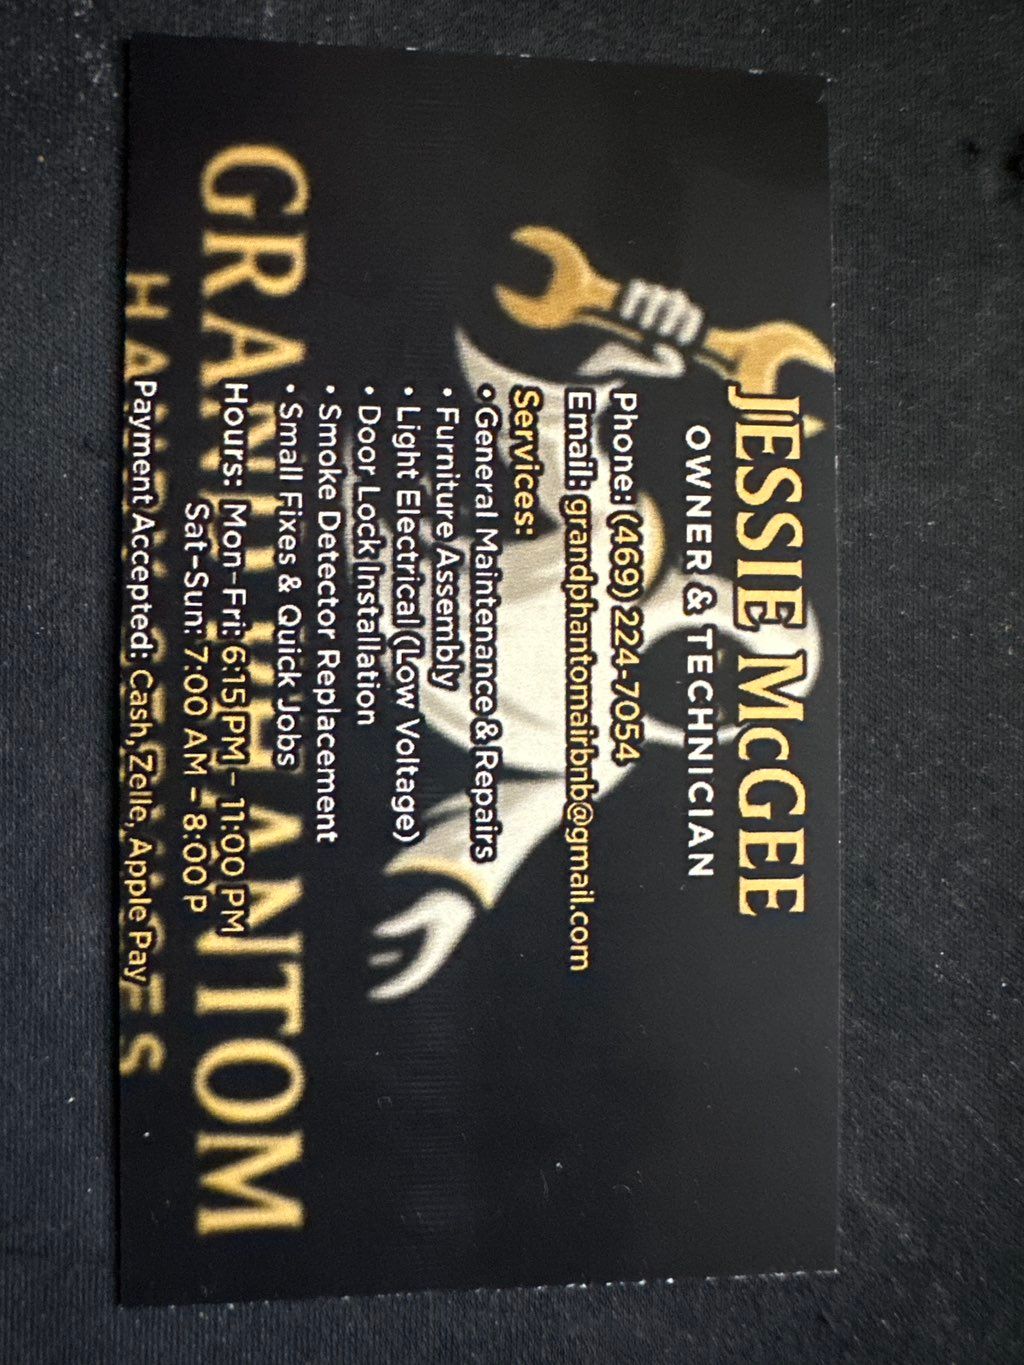 JESSIE McGEE
OWNER & TECHNICIAN
Phone: (469) 224-7054
Email: grandphantomairbnb@gmail.com
Services:
• General Maintenance & Repairs
• Furniture Assembly
• Light Electrical (Low Voltage)
• Door Lock Installation
• Smoke Detector Replacement
• Small Fixes & Quick Jobs
GRAND PHANTOM
Hours: Mon-Fri: 6:15 PM – 11:00 PM
Sat-Sun: 7:00 AM – 8:00 P
Payment Accepted: Cash, Zelle, Apple Pay